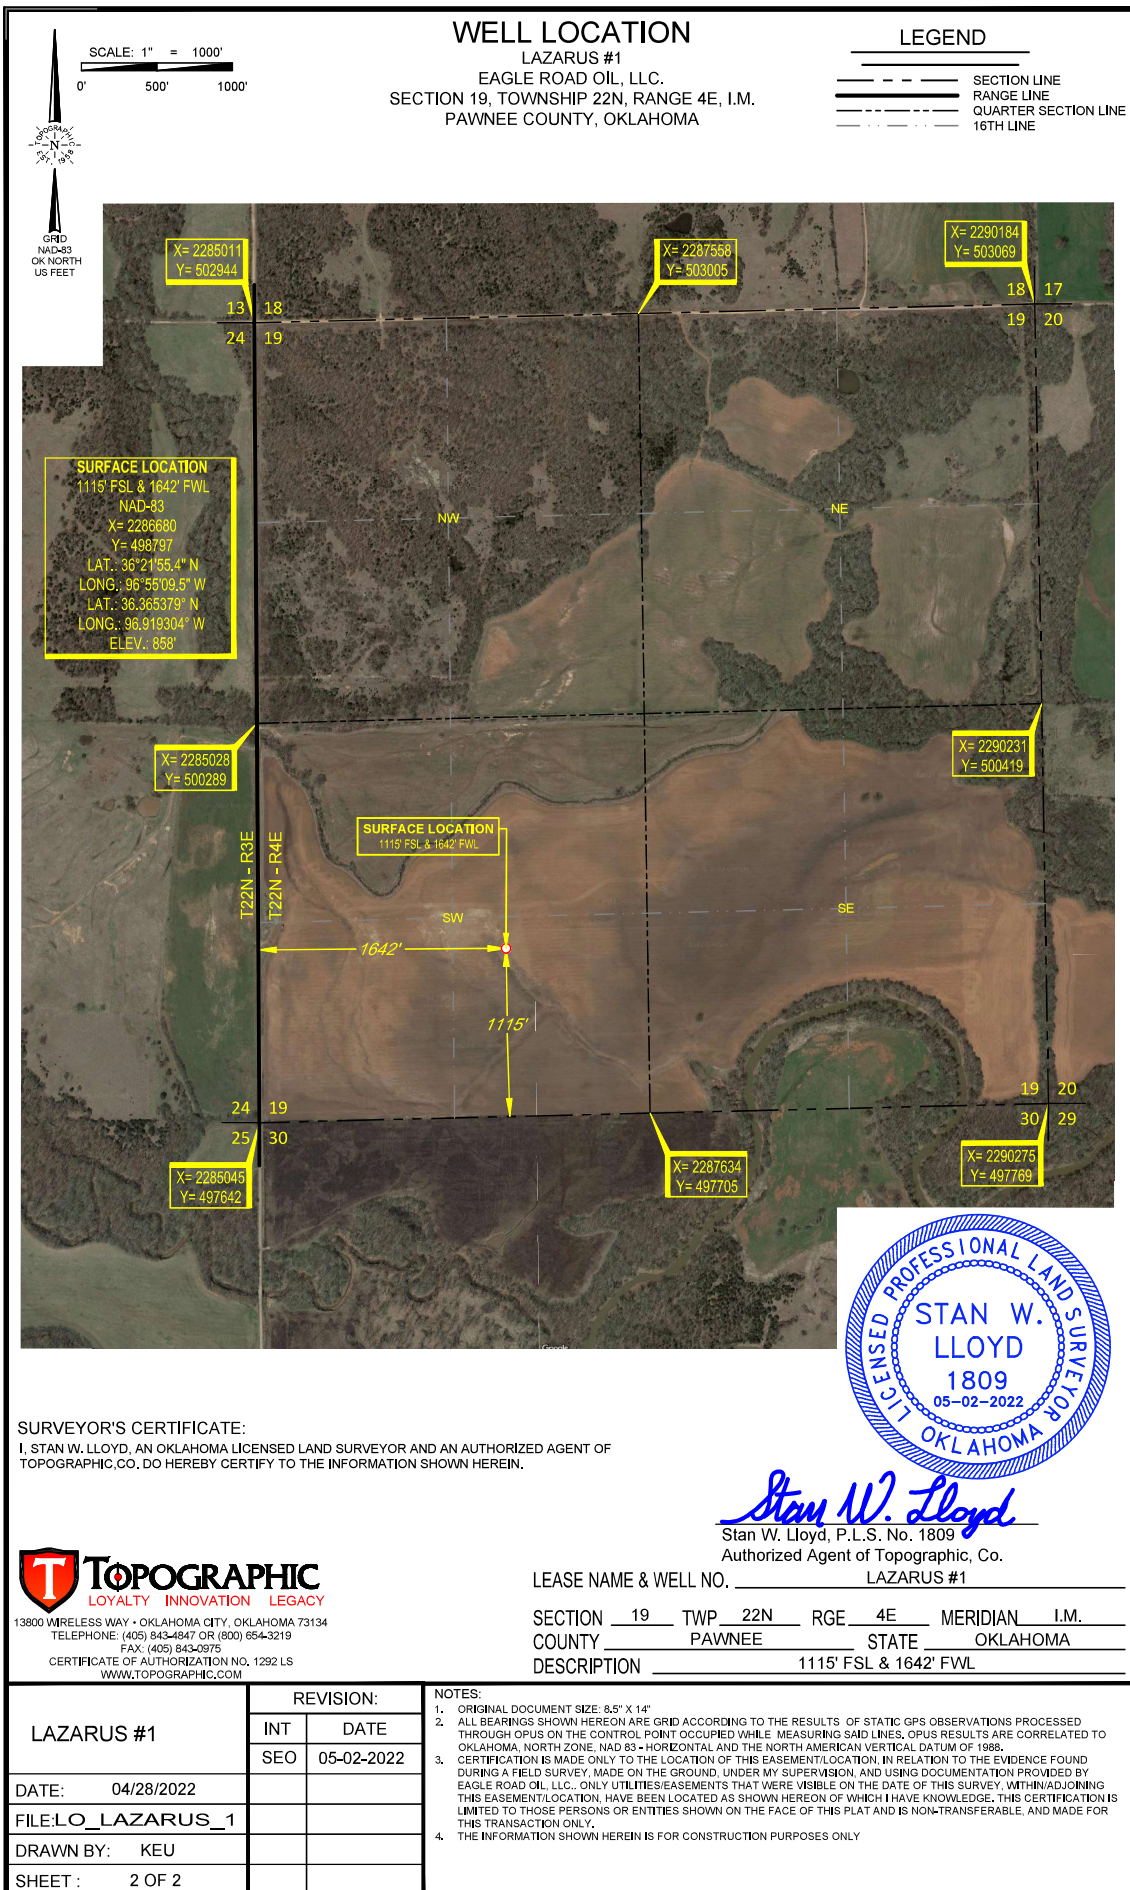 WELL LOCATION
LAZARUS #1
EAGLE ROAD OIL, LLC.
SECTION 19, TOWNSHIP 22N, RANGE 4E, I.M.
PAWNEE COUNTY, OKLAHOMA
SCALE: 1" = 1000'
0' 500' 1000'
TOPOGRAPHIC
N
EST. 1958
GRID
NAD-83
OK NORTH
US FEET
LEGEND
SECTION LINE
RANGE LINE
QUARTER SECTION LINE
16TH LINE
X= 2285011
Y= 502944
X= 2287558
Y= 503005
X= 2290184
Y= 503069
13 18
24 19
18 17
19 20
SURFACE LOCATION
1115' FSL & 1642' FWL
NAD-83
X= 2286680
Y= 498797
LAT.: 36°21'55.4" N
LONG.: 96°55'09.5" W
LAT.: 36.365379° N
LONG.: 96.919304° W
ELEV.: 858'
NW
NE
X= 2285028
Y= 500289
X= 2290231
Y= 500419
T22N - R3E
T22N - R4E
SURFACE LOCATION
1115' FSL & 1642' FWL
SW
SE
1642'
1115'
24 19
25 30
19 20
30 29
X= 2285045
Y= 497642
X= 2287634
Y= 497705
X= 2290275
Y= 497769
Google
LICENSED PROFESSIONAL LAND SURVEYOR
STAN W.
LLOYD
1809
05-02-2022
OKLAHOMA
SURVEYOR'S CERTIFICATE:
I, STAN W. LLOYD, AN OKLAHOMA LICENSED LAND SURVEYOR AND AN AUTHORIZED AGENT OF
TOPOGRAPHIC,CO. DO HEREBY CERTIFY TO THE INFORMATION SHOWN HEREIN.
Stan W. Lloyd
Stan W. Lloyd, P.L.S. No. 1809
Authorized Agent of Topographic, Co.
T TOPOGRAPHIC
LOYALTY INNOVATION LEGACY
13800 WIRELESS WAY • OKLAHOMA CITY, OKLAHOMA 73134
TELEPHONE: (405) 843-4847 OR (800) 654-3219
FAX: (405) 843-0975
CERTIFICATE OF AUTHORIZATION NO. 1292 LS
WWW.TOPOGRAPHIC.COM
LEASE NAME & WELL NO. LAZARUS #1
SECTION 19 TWP 22N RGE 4E MERIDIAN I.M.
COUNTY PAWNEE STATE OKLAHOMA
DESCRIPTION 1115' FSL & 1642' FWL
LAZARUS #1
DATE: 04/28/2022
FILE:LO_LAZARUS_1
DRAWN BY: KEU
SHEET : 2 OF 2
REVISION:
INT DATE
SEO 05-02-2022
NOTES:
1. ORIGINAL DOCUMENT SIZE: 8.5" X 14"
2. ALL BEARINGS SHOWN HEREON ARE GRID ACCORDING TO THE RESULTS OF STATIC GPS OBSERVATIONS PROCESSED
THROUGH OPUS ON THE CONTROL POINT OCCUPIED WHILE MEASURING SAID LINES. OPUS RESULTS ARE CORRELATED TO
OKLAHOMA, NORTH ZONE, NAD 83 - HORIZONTAL AND THE NORTH AMERICAN VERTICAL DATUM OF 1988.
3. CERTIFICATION IS MADE ONLY TO THE LOCATION OF THIS EASEMENT/LOCATION, IN RELATION TO THE EVIDENCE FOUND
DURING A FIELD SURVEY, MADE ON THE GROUND, UNDER MY SUPERVISION, AND USING DOCUMENTATION PROVIDED BY
EAGLE ROAD OIL, LLC.. ONLY UTILITIES/EASEMENTS THAT WERE VISIBLE ON THE DATE OF THIS SURVEY, WITHIN/ADJOINING
THIS EASEMENT/LOCATION, HAVE BEEN LOCATED AS SHOWN HEREON OF WHICH I HAVE KNOWLEDGE. THIS CERTIFICATION IS
LIMITED TO THOSE PERSONS OR ENTITIES SHOWN ON THE FACE OF THIS PLAT AND IS NON-TRANSFERABLE, AND MADE FOR
THIS TRANSACTION ONLY.
4. THE INFORMATION SHOWN HEREIN IS FOR CONSTRUCTION PURPOSES ONLY